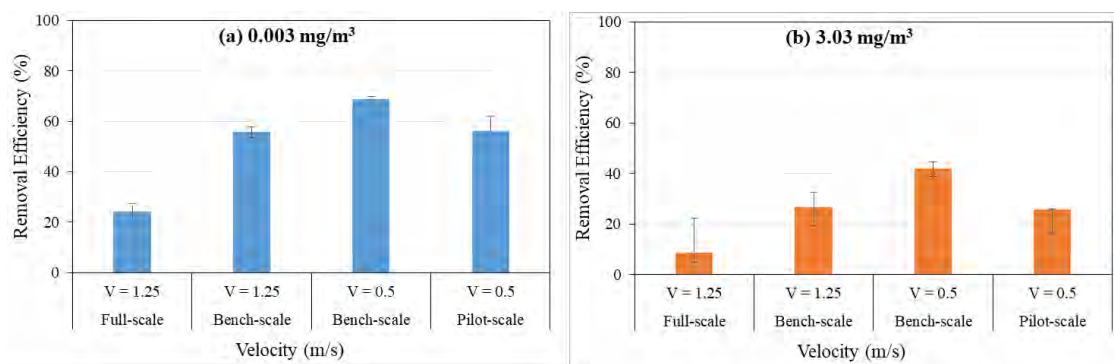 (a) 0.003 mg/m³
Removal Efficiency (%)
100
80
60
40
20
0
V = 1.25 V = 1.25 V = 0.5 V = 0.5
Full-scale Bench-scale Bench-scale Pilot-scale
Velocity (m/s)
(b) 3.03 mg/m³
Removal Efficiency (%)
100
80
60
40
20
0
V = 1.25 V = 1.25 V = 0.5 V = 0.5
Full-scale Bench-scale Bench-scale Pilot-scale
Velocity (m/s)